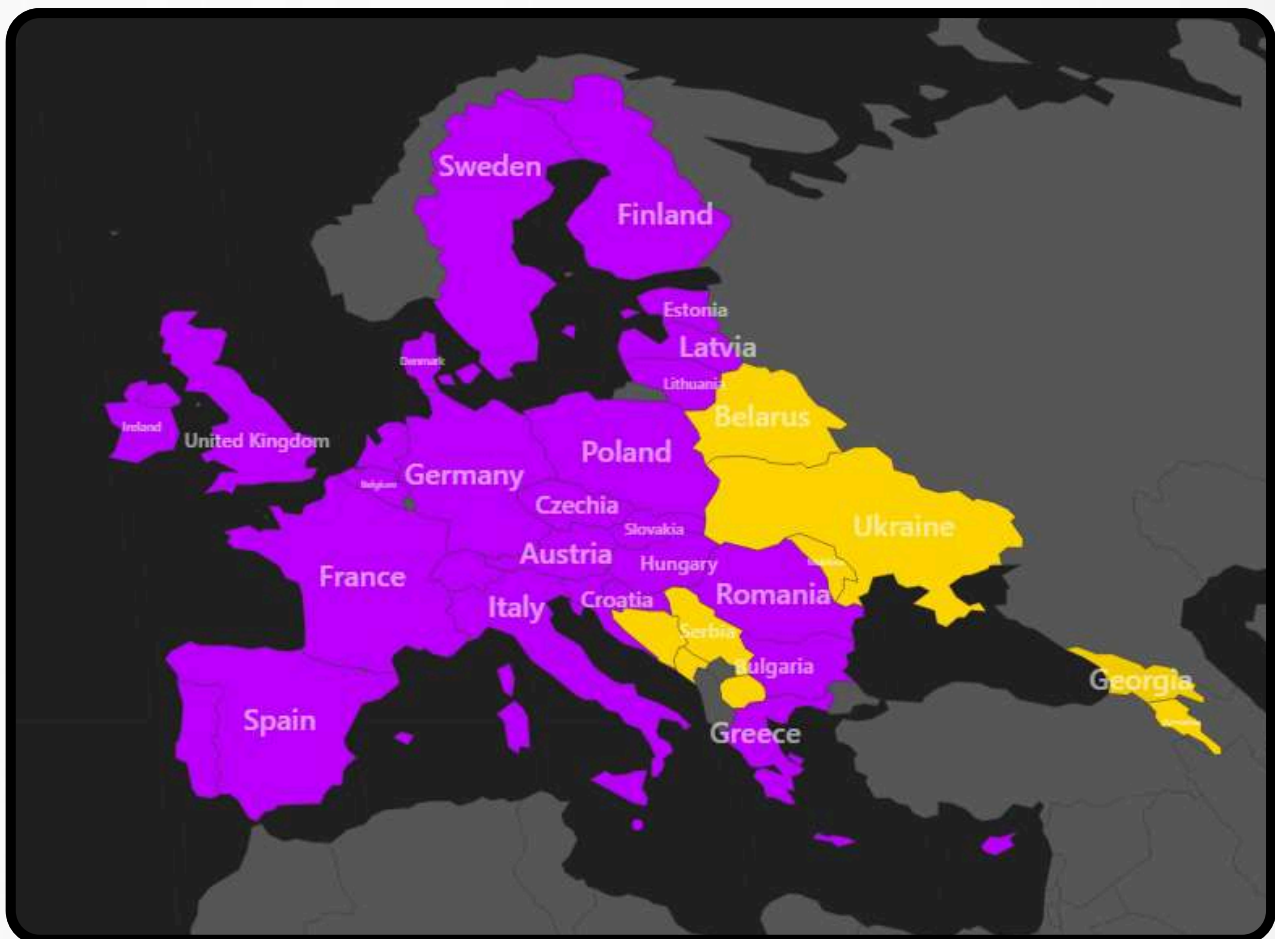 Sweden
Finland
Estonia
Latvia
Denmark
Lithuania
Belarus
Ireland
United Kingdom
Poland
Germany
Belgium
Czechia
Ukraine
Slovakia
Austria
Hungary
France
Romania
Croatia
Italy
Serbia
Bulgaria
Georgia
Spain
Greece